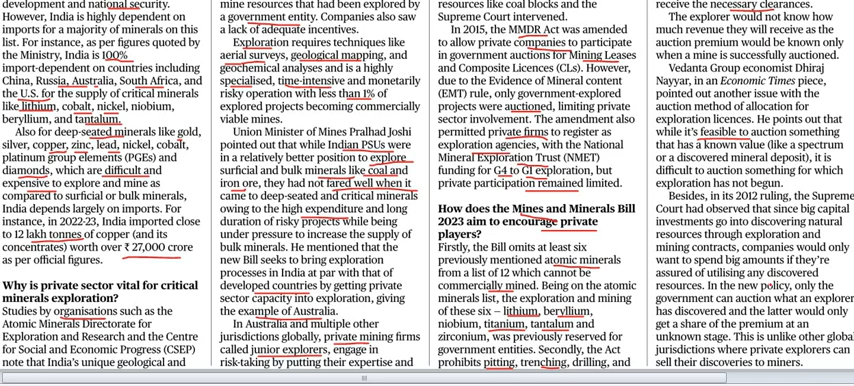 development and national security.
However, India is highly dependent on
imports for a majority of minerals on this
list. For instance, as per figures quoted by
the Ministry, India is 100%
import-dependent on countries including
China, Russia, Australia, South Africa, and
the U.S. for the supply of critical minerals
like lithium, cobalt, nickel, niobium,
beryllium, and tantalum.
Also for deep-seated minerals like gold,
silver, copper, zinc, lead, nickel, cobalt,
platinum group elements (PGEs) and
diamonds, which are difficult and
expensive to explore and mine as
compared to surficial or bulk minerals,
India depends largely on imports. For
instance, in 2022-23, India imported close
to 12 lakh tonnes of copper (and its
concentrates) worth over ₹ 27,000 crore
as per official figures.
Why is private sector vital for critical
minerals exploration?
Studies by organisations such as the
Atomic Minerals Directorate for
Exploration and Research and the Centre
for Social and Economic Progress (CSEP)
note that India's unique geological and
mine resources that had been explored by
a government entity. Companies also saw
a lack of adequate incentives.
Exploration requires techniques like
aerial surveys, geological mapping, and
geochemical analyses and is a highly
specialised, time-intensive and monetarily
risky operation with less than 1% of
explored projects becoming commercially
viable mines.
Union Minister of Mines Pralhad Joshi
pointed out that while Indian PSUs were
in a relatively better position to explore
surficial and bulk minerals like coal and
iron ore, they had not fared well when it
came to deep-seated and critical minerals
owing to the high expenditure and long
duration of risky projects while being
under pressure to increase the supply of
bulk minerals. He mentioned that the
new Bill seeks to bring exploration
processes in India at par with that of
developed countries by getting private
sector capacity into exploration, giving
the example of Australia.
In Australia and multiple other
jurisdictions globally, private mining firms
called junior explorers, engage in
risk-taking by putting their expertise and
resources like coal blocks and the
Supreme Court intervened.
In 2015, the MMDR Act was amended
to allow private companies to participate
in government auctions for Mining Leases
and Composite Licences (CLs). However,
due to the Evidence of Mineral content
(EMT) rule, only government-explored
projects were auctioned, limiting private
sector involvement. The amendment also
permitted private firms to register as
exploration agencies, with the National
Mineral Exploration Trust (NMET)
funding for G4 to G1 exploration, but
private participation remained limited.
How does the Mines and Minerals Bill
2023 aim to encourage private
players?
Firstly, the Bill omits at least six
previously mentioned atomic minerals
from a list of 12 which cannot be
commercially mined. Being on the atomic
minerals list, the exploration and mining
of these six – lithium, beryllium,
niobium, titanium, tantalum and
zirconium, was previously reserved for
government entities. Secondly, the Act
prohibits pitting, trenching, drilling, and
receive the necessary clearances.
The explorer would not know how
much revenue they will receive as the
auction premium would be known only
when a mine is successfully auctioned.
Vedanta Group economist Dhiraj
Nayyar, in an Economic Times piece,
pointed out another issue with the
auction method of allocation for
exploration licences. He points out that
while it's feasible to auction something
that has a known value (like a spectrum
or a discovered mineral deposit), it is
difficult to auction something for which
exploration has not begun.
Besides, in its 2012 ruling, the Supreme
Court had observed that since big capital
investments go into discovering natural
resources through exploration and
mining contracts, companies would only
want to spend big amounts if they're
assured of utilising any discovered
resources. In the new policy, only the
government can auction what an explorer
has discovered and the latter would only
get a share of the premium at an
unknown stage. This is unlike other global
jurisdictions where private explorers can
sell their discoveries to miners.